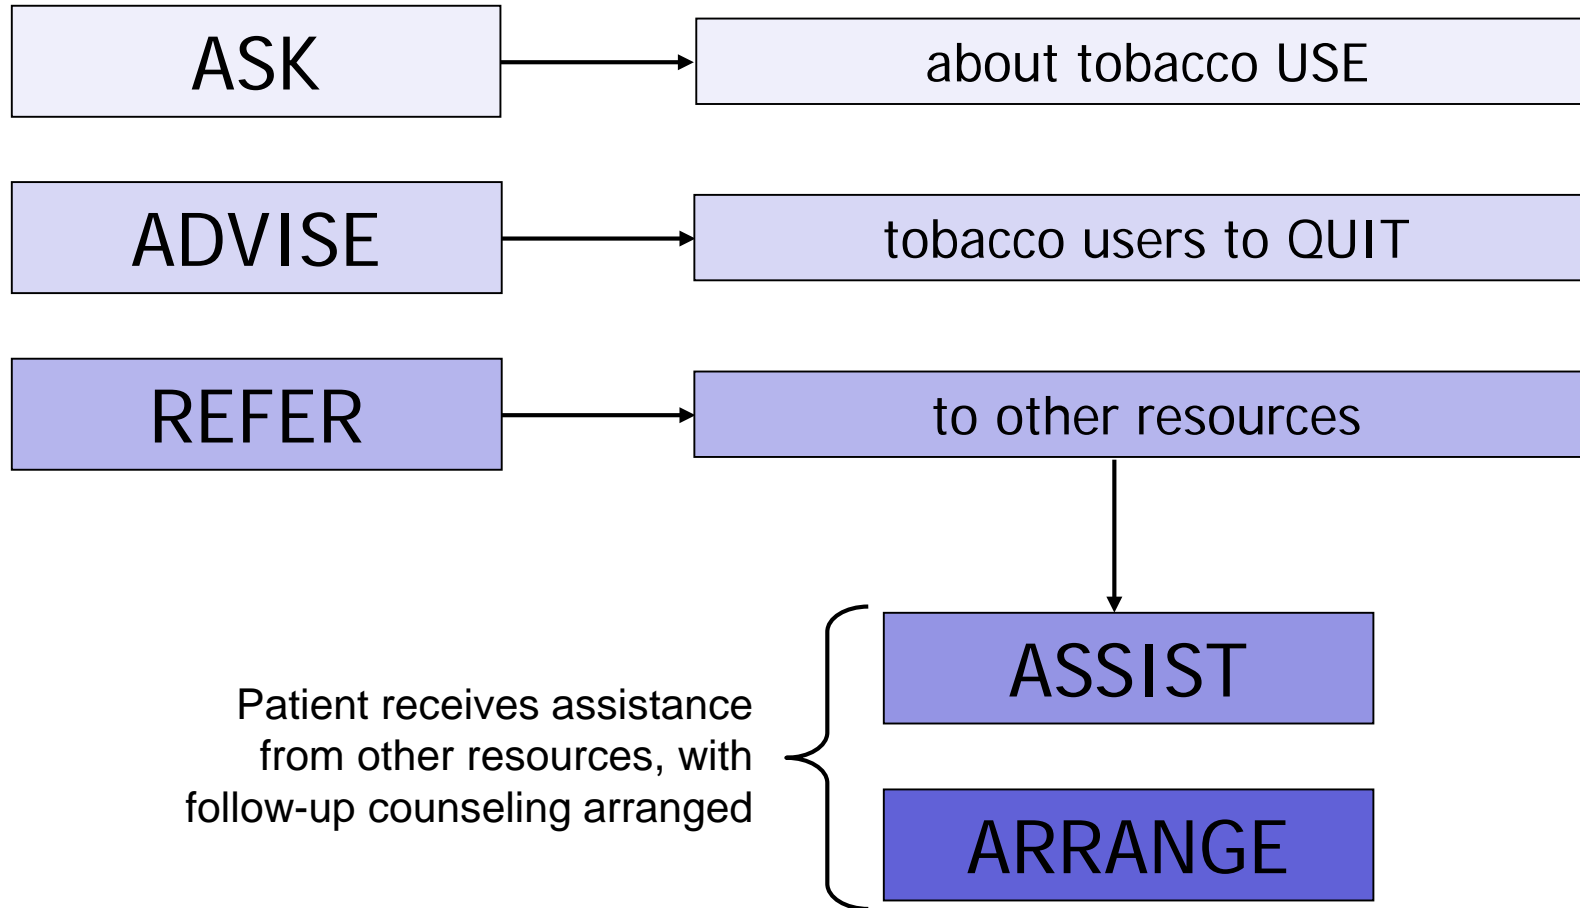 ASK
about tobacco USE
ADVISE
tobacco users to QUIT
REFER
to other resources
ASSIST
Patient receives assistance
from other resources, with
follow-up counseling arranged
ARRANGE